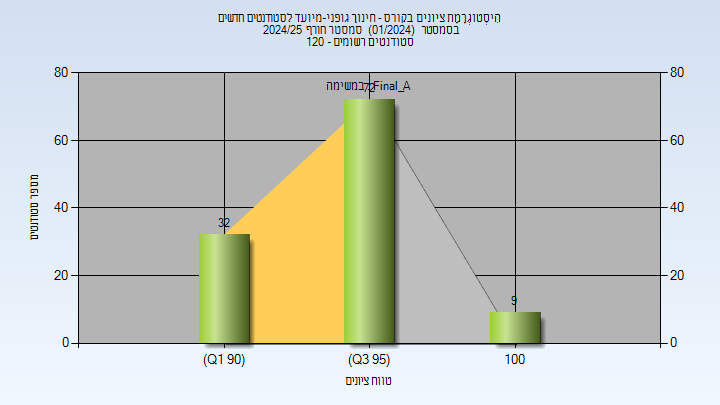 הִיסְטוֹגְרָמַת ציונים בקורס - חינוך גופני-מיועד לסטודנטים חדשים
בסמסטר (01/2024) סמסטר חורף 2024/25
סטודנטים רשומים - 120
במשימה Final_A
80
60
40
20
0
80
60
40
20
0
מספר סטודנטים
32
72
9
(Q1 90)
(Q3 95)
100
טווח ציונים